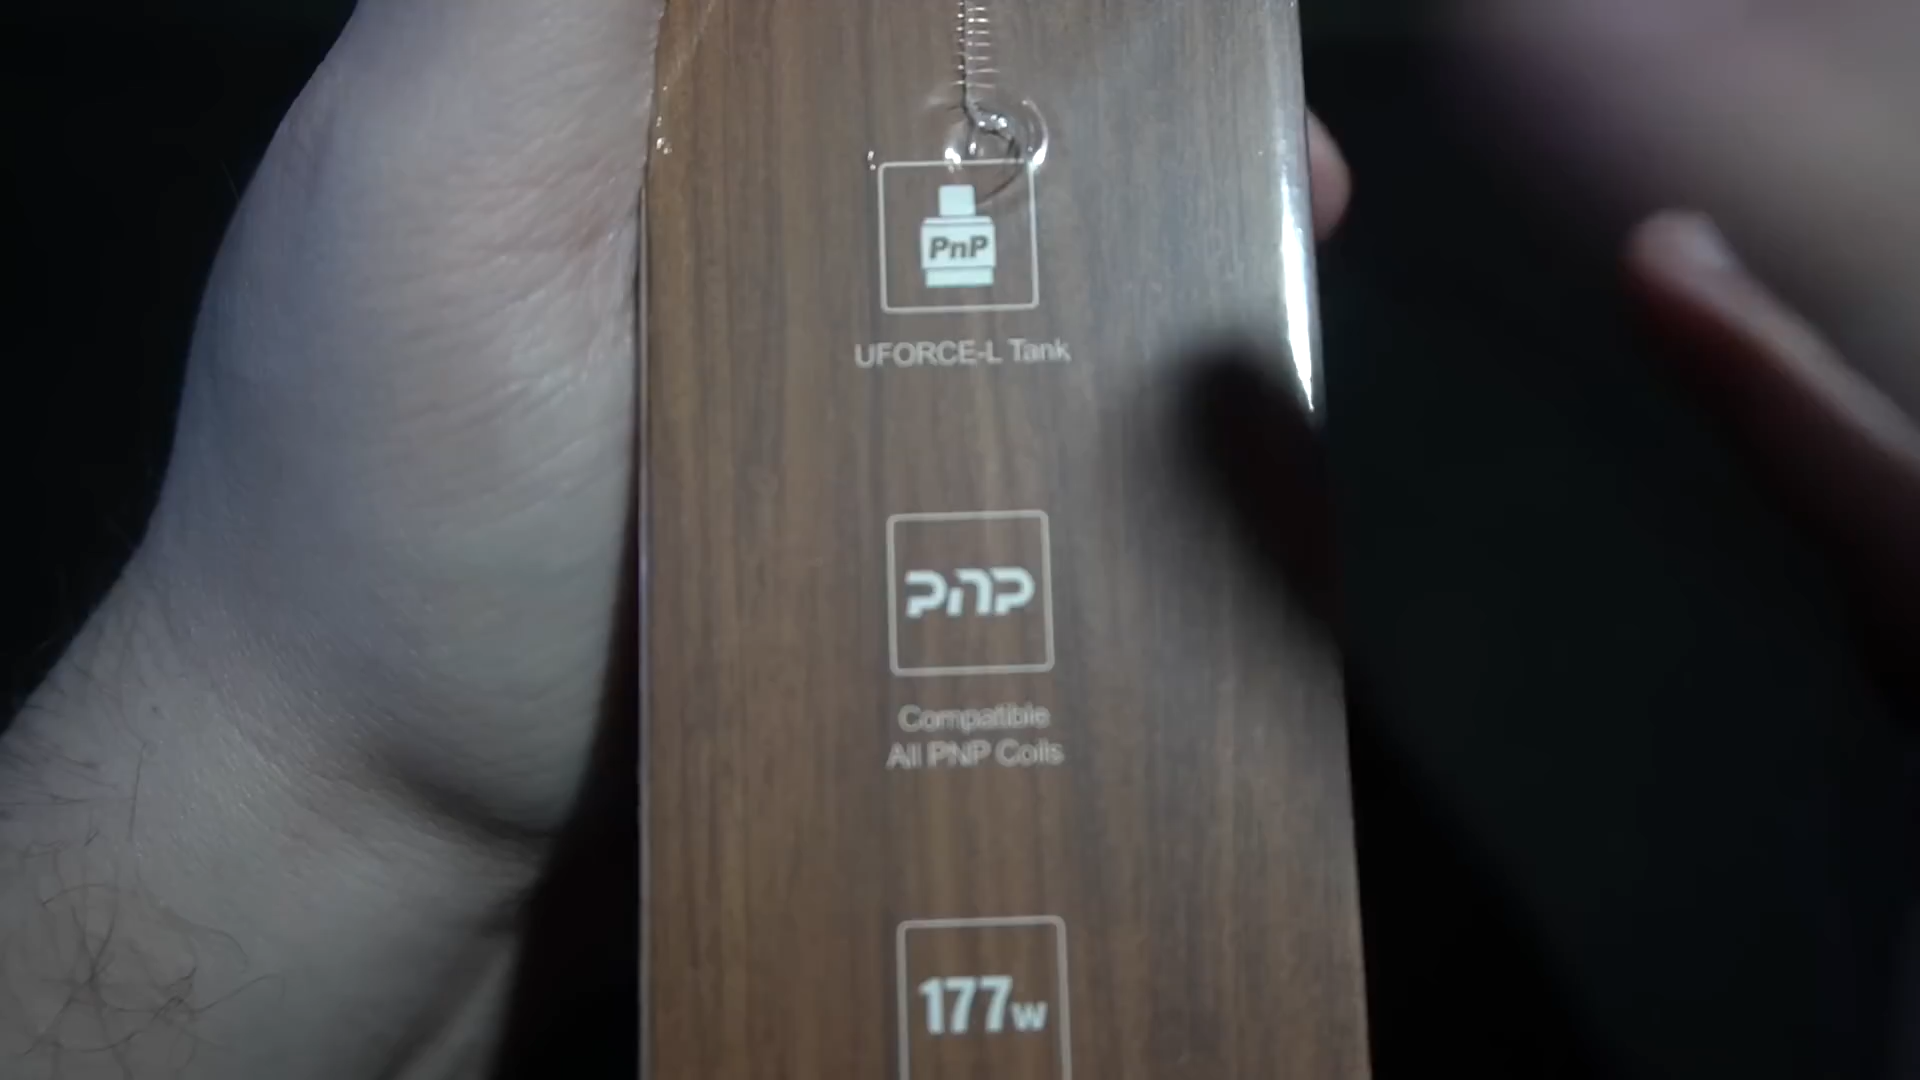 PnP
UFORCE-L Tank
PnP
Compatible
All PNP Coils
177W